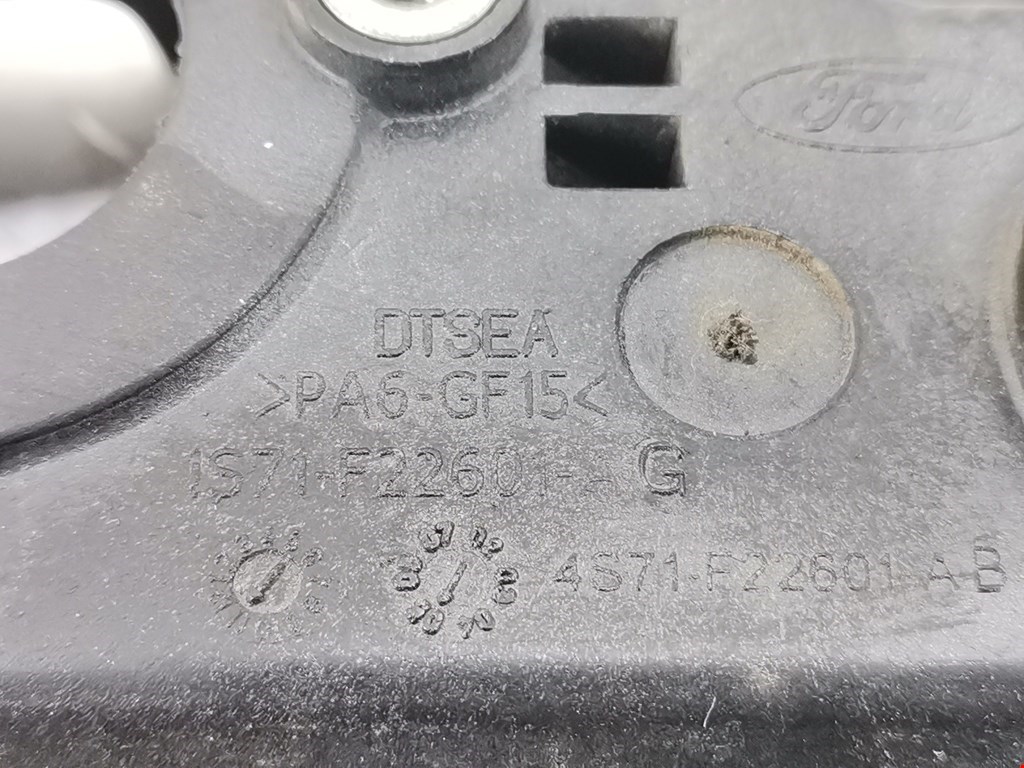 Ford
DTSEA
>PA6-GF15<
1S71-F22601-A G
4S71-F22601-AB